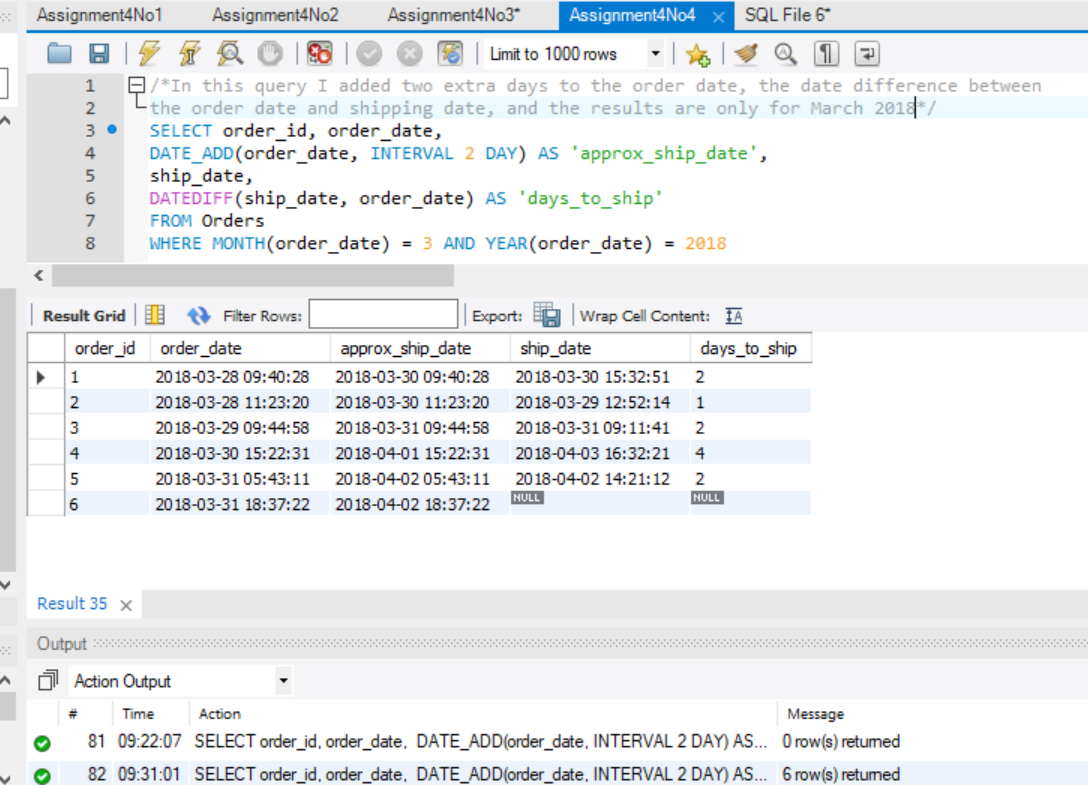 Assignment4No1 Assignment4No2 Assignment4No3* Assignment4No4 × SQL File 6*
Limit to 1000 rows
1 /*In this query I added two extra days to the order date, the date difference between
2 the order date and shipping date, and the results are only for March 2018*/
3 SELECT order_id, order_date,
4 DATE_ADD(order_date, INTERVAL 2 DAY) AS 'approx_ship_date',
5 ship_date,
6 DATEDIFF(ship_date, order_date) AS 'days_to_ship'
7 FROM Orders
8 WHERE MONTH(order_date) = 3 AND YEAR(order_date) = 2018
Result Grid Filter Rows: Export: Wrap Cell Content:
order_id order_date approx_ship_date ship_date days_to_ship
1 2018-03-28 09:40:28 2018-03-30 09:40:28 2018-03-30 15:32:51 2
2 2018-03-28 11:23:20 2018-03-30 11:23:20 2018-03-29 12:52:14 1
3 2018-03-29 09:44:58 2018-03-31 09:44:58 2018-03-31 09:11:41 2
4 2018-03-30 15:22:31 2018-04-01 15:22:31 2018-04-03 16:32:21 4
5 2018-03-31 05:43:11 2018-04-02 05:43:11 2018-04-02 14:21:12 2
6 2018-03-31 18:37:22 2018-04-02 18:37:22 NULL NULL
Result 35 ×
Output
Action Output
# Time Action Message
81 09:22:07 SELECT order_id, order_date, DATE_ADD(order_date, INTERVAL 2 DAY) AS... 0 row(s) returned
82 09:31:01 SELECT order_id, order_date, DATE_ADD(order_date, INTERVAL 2 DAY) AS... 6 row(s) returned